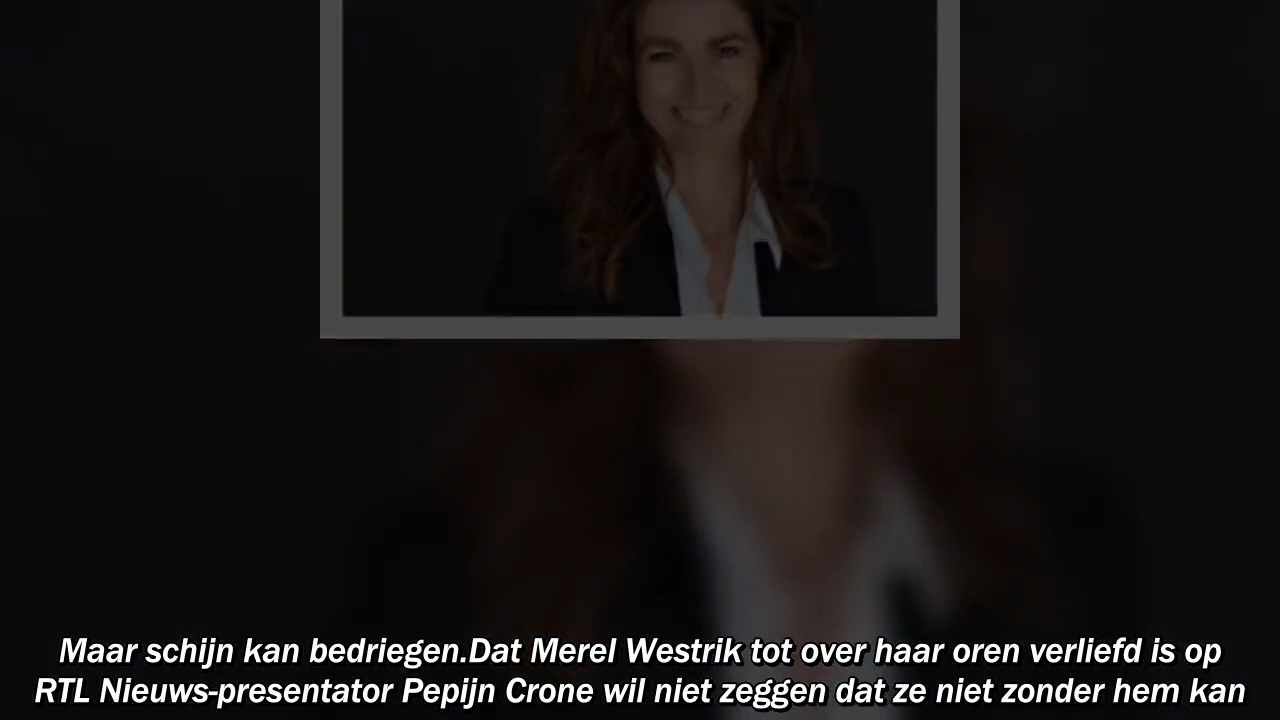 Maar schijn kan bedriegen.Dat Merel Westrik tot over haar oren verliefd is op
RTL Nieuws-presentator Pepijn Crone wil niet zeggen dat ze niet zonder hem kan